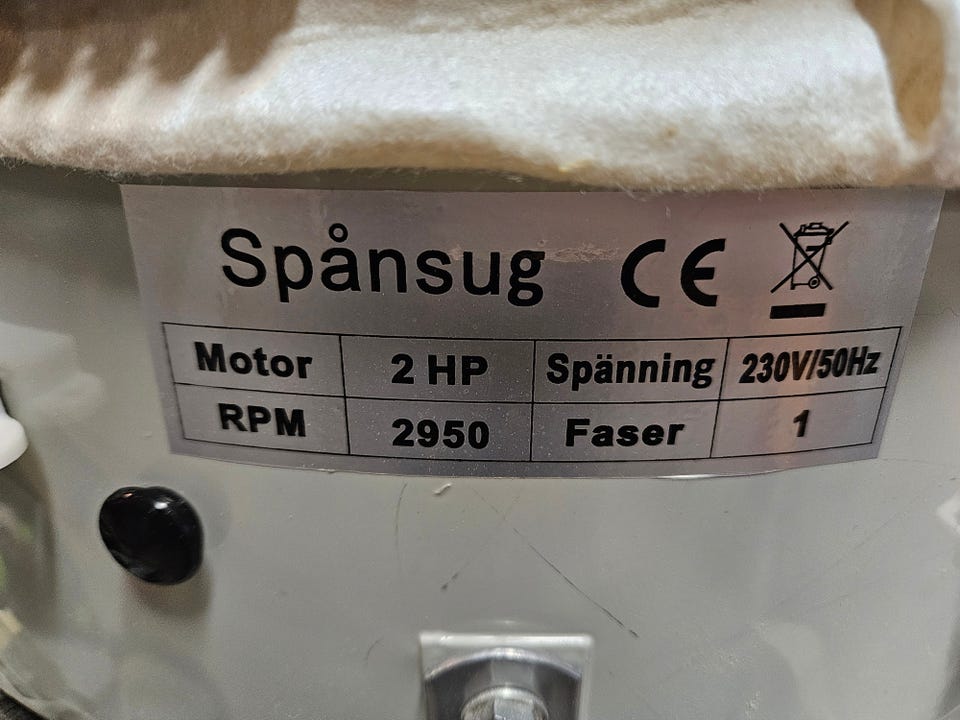 Spånsug CE
Motor 2 HP Spänning 230V/50Hz
RPM 2950 Faser 1